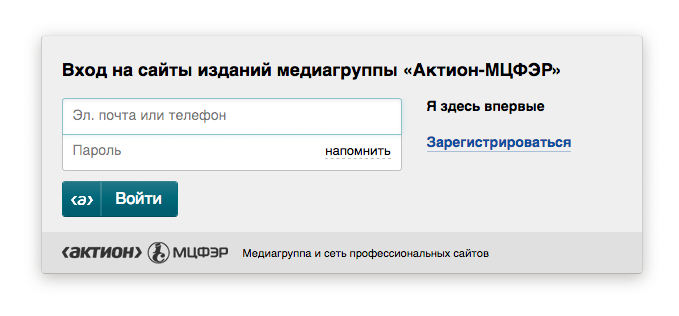 Вход на сайты изданий медиагруппы «Актион-МЦФЭР»
Эл. почта или телефон
Пароль
напомнить
Я здесь впервые
Зарегистрироваться
‹a› Войти
‹актион› МЦФЭР Медиагруппа и сеть профессиональных сайтов